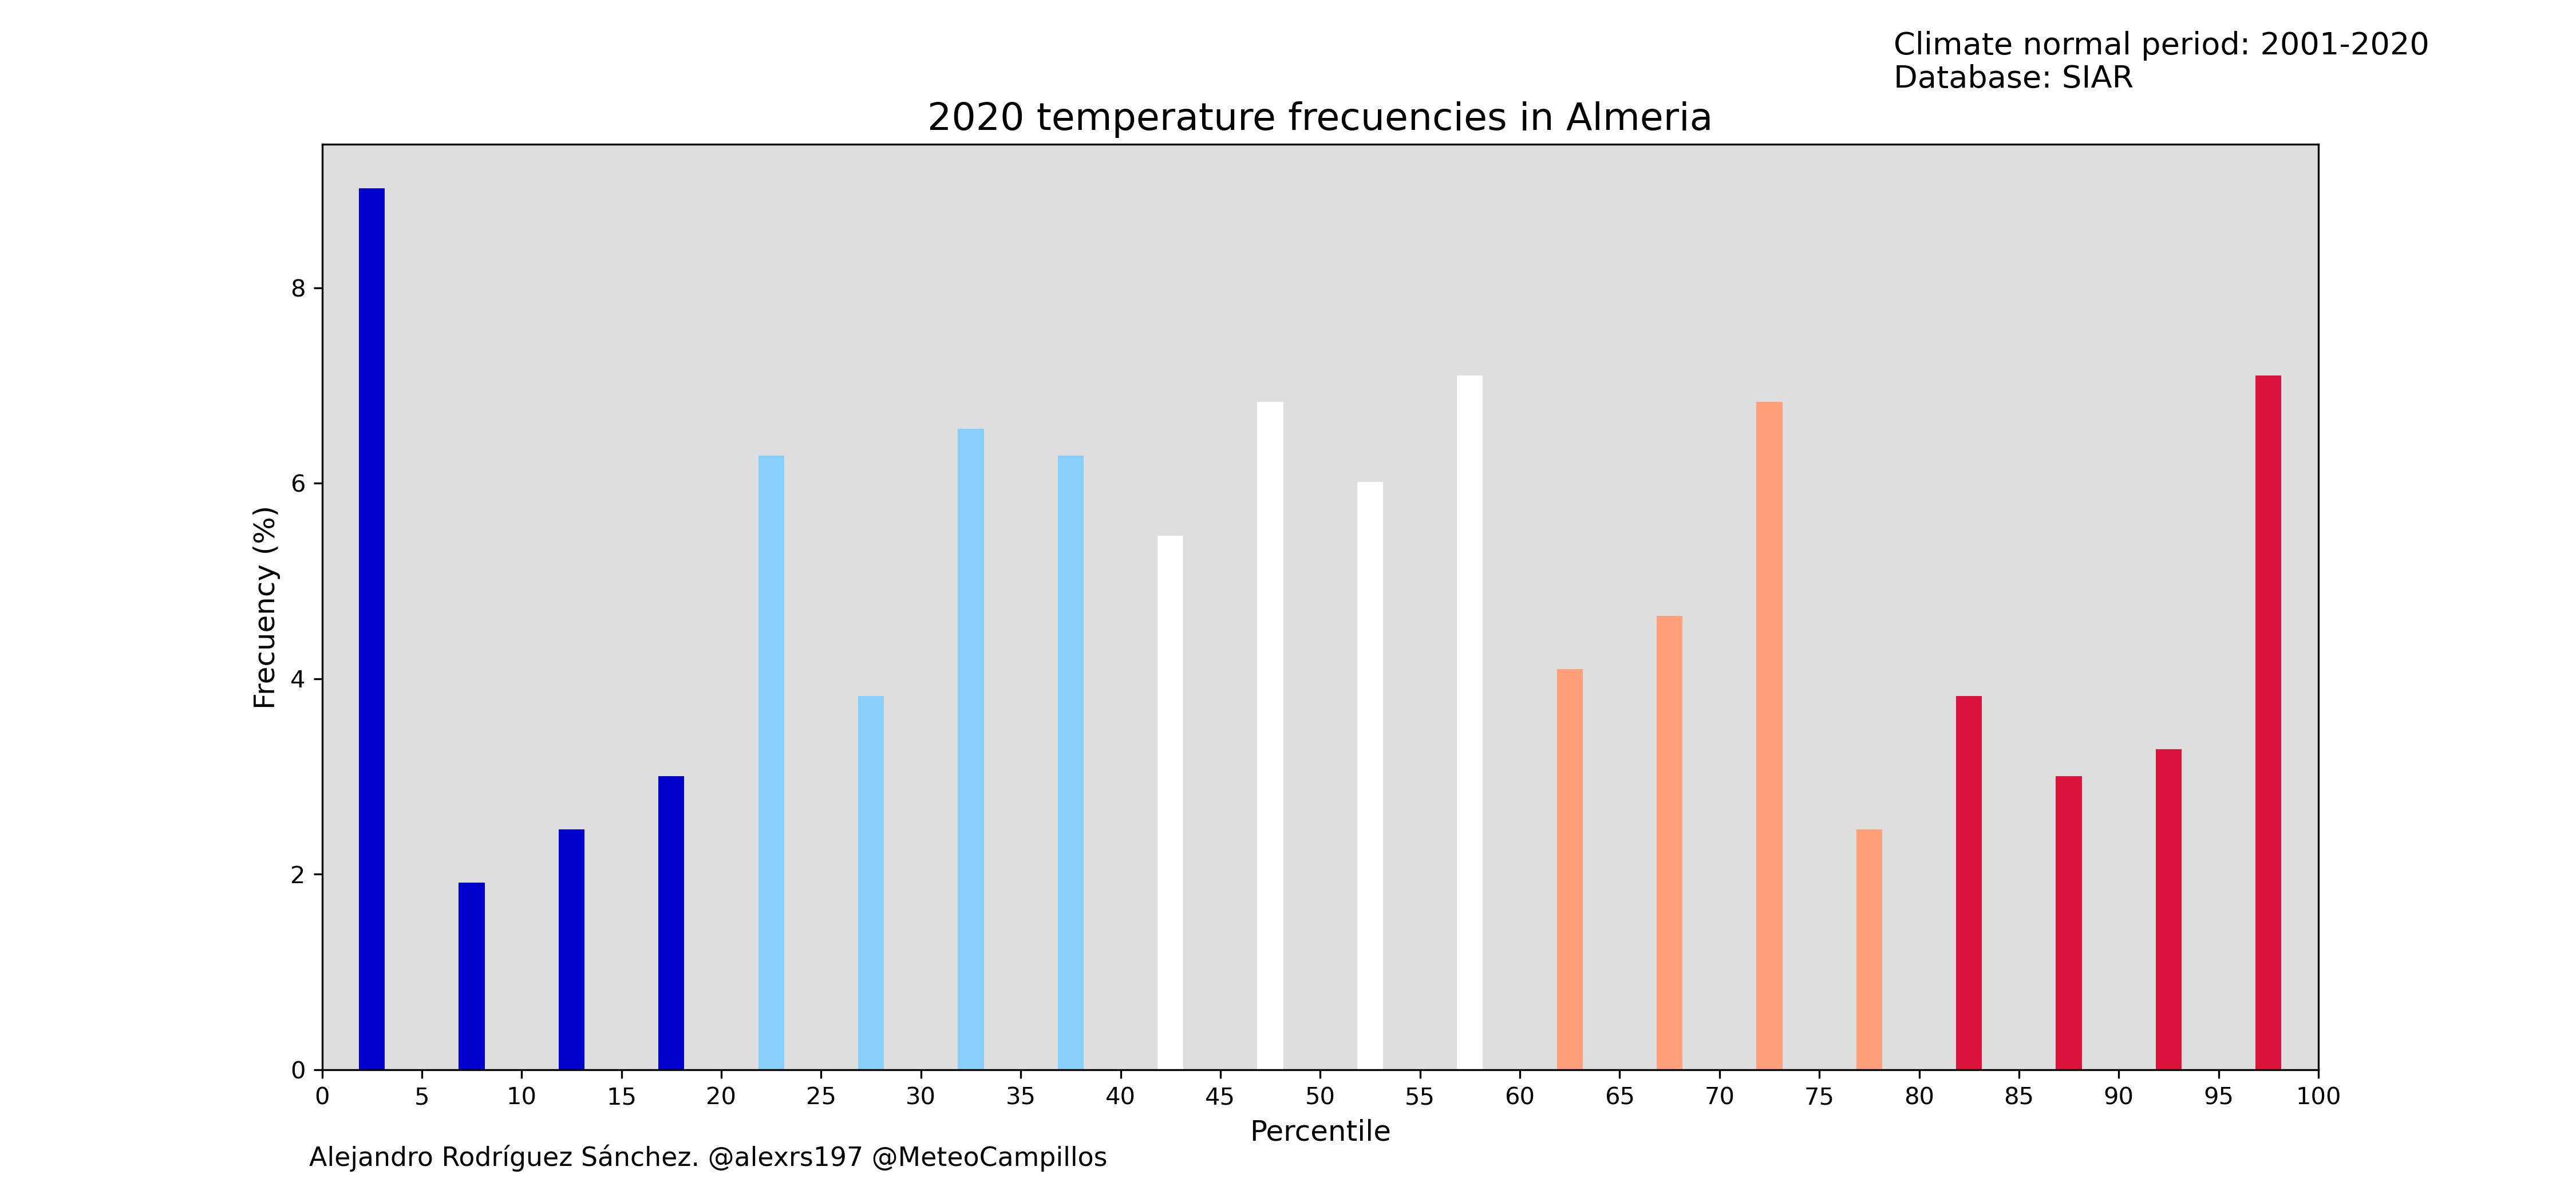 Climate normal period: 2001-2020
Database: SIAR
2020 temperature frecuencies in Almeria
Frecuency (%)
8
6
4
2
0
0 5 10 15 20 25 30 35 40 45 50 55 60 65 70 75 80 85 90 95 100
Percentile
Alejandro Rodríguez Sánchez. @alexrs197 @MeteoCampillos